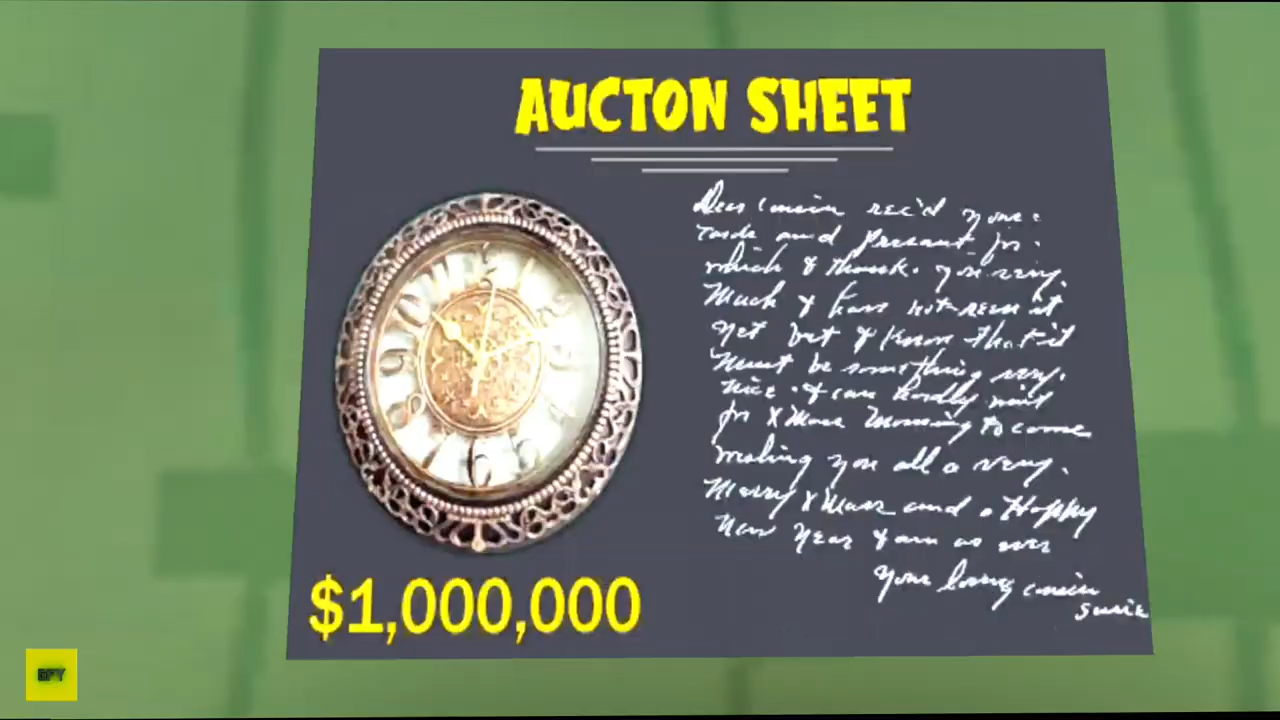 AUCTON SHEET
Dear Cousin rec'd your
Cards and Present for
which I thank. you very.
Much I have not seen it
yet but I know that it
Must be something very.
nice. I can hardly wait
for XMass Morning to come
wishing you all a very.
Merry XMass and a Happy
New Year I am as ever
your loving cousin
Susie
$1,000,000